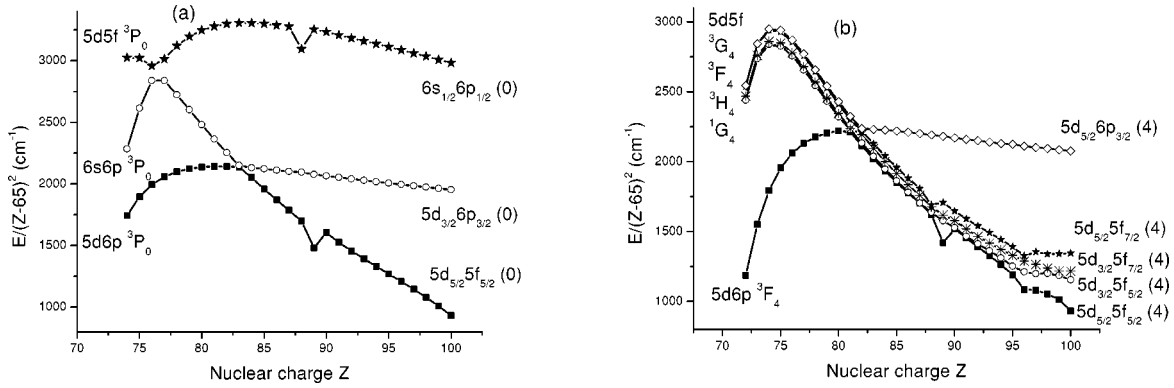 (a)
5d5f ³P₀
6s₁/₂6p₁/₂ (0)
6s6p ³P₀
5d₃/₂6p₃/₂ (0)
5d6p ³P₀
5d₅/₂5f₅/₂ (0)
E/(Z-65)² (cm⁻¹)
3000
2500
2000
1500
1000
70 75 80 85 90 95 100
Nuclear charge Z
(b)
5d5f
³G₄
³F₄
³H₄
¹G₄
5d₅/₂6p₃/₂ (4)
5d₅/₂5f₇/₂ (4)
5d₃/₂5f₇/₂ (4)
5d₃/₂5f₅/₂ (4)
5d₅/₂5f₅/₂ (4)
5d6p ³F₄
E/(Z-65)² (cm⁻¹)
3000
2500
2000
1500
1000
70 75 80 85 90 95 100
Nuclear charge Z